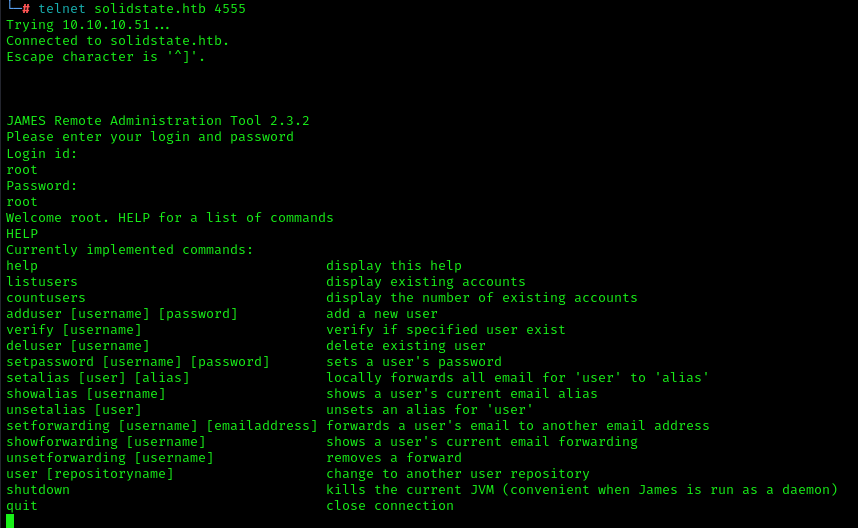 └─# telnet solidstate.htb 4555
Trying 10.10.10.51...
Connected to solidstate.htb.
Escape character is '^]'.
JAMES Remote Administration Tool 2.3.2
Please enter your login and password
Login id:
root
Password:
root
Welcome root. HELP for a list of commands
HELP
Currently implemented commands:
help                                    display this help
listusers                               display existing accounts
countusers                              display the number of existing accounts
adduser [username] [password]           add a new user
verify [username]                       verify if specified user exist
deluser [username]                      delete existing user
setpassword [username] [password]       sets a user's password
setalias [user] [alias]                 locally forwards all email for 'user' to 'alias'
showalias [username]                    shows a user's current email alias
unsetalias [user]                       unsets an alias for 'user'
setforwarding [username] [emailaddress] forwards a user's email to another email address
showforwarding [username]               shows a user's current email forwarding
unsetforwarding [username]              removes a forward
user [repositoryname]                   change to another user repository
shutdown                                kills the current JVM (convenient when James is run as a daemon)
quit                                    close connection